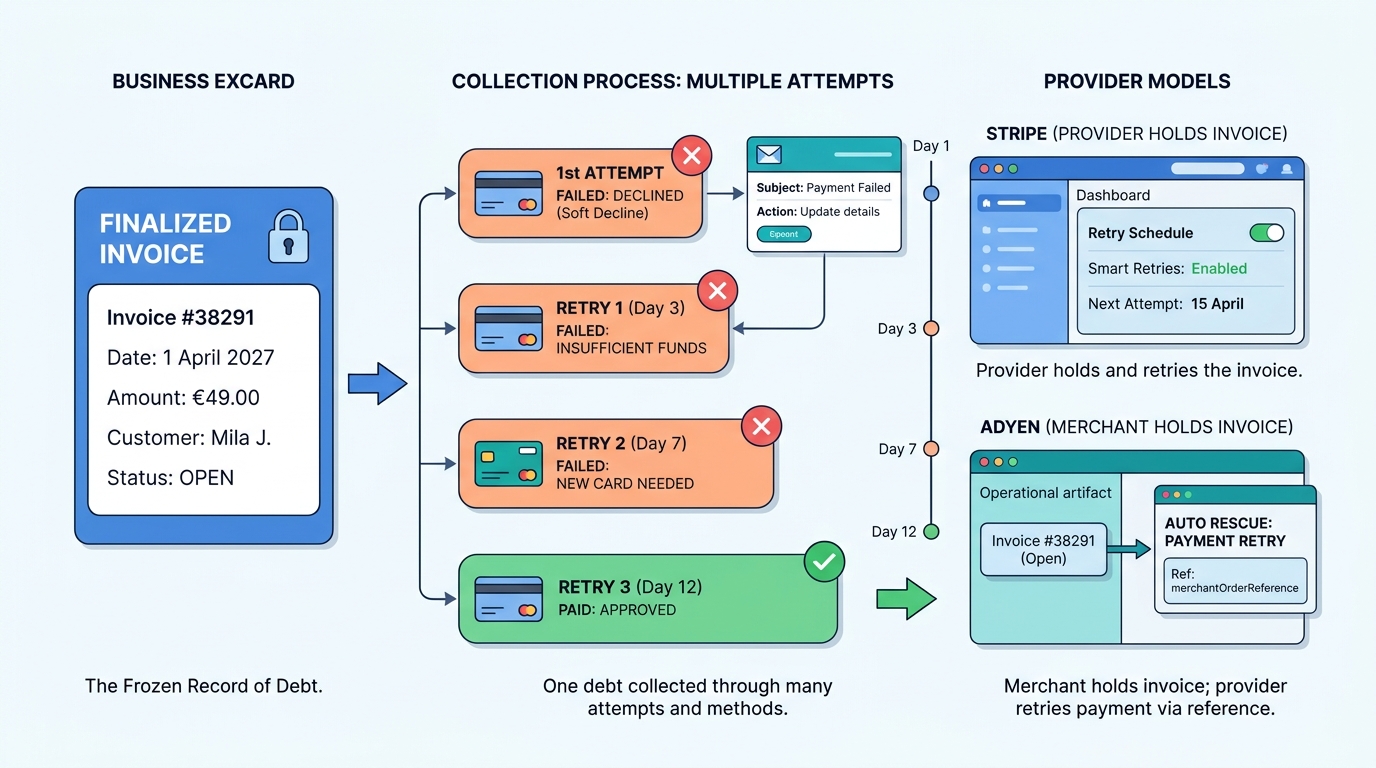 BUSINESS EXCARD
FINALIZED
INVOICE
Invoice #38291
Date: 1 April 2027
Amount: €49.00
Customer: Mila J.
Status: OPEN
The Frozen Record of Debt.
COLLECTION PROCESS: MULTIPLE ATTEMPTS
1st ATTEMPT
FAILED: DECLINED
(Soft Decline)
Subject: Payment Failed
Action: Update details
RETRY 1 (Day 3)
FAILED:
INSUFFICIENT FUNDS
RETRY 2 (Day 7)
FAILED:
NEW CARD NEEDED
RETRY 3 (Day 12)
PAID: APPROVED
Day 1
Day 3
Day 7
Day 12
One debt collected through many
attempts and methods.
PROVIDER MODELS
STRIPE (PROVIDER HOLDS INVOICE)
Dashboard
Retry Schedule
Smart Retries: Enabled
Next Attempt: 15 April
Provider holds and retries the invoice.
ADYEN (MERCHANT HOLDS INVOICE)
Operational artifact
Invoice #38291
(Open)
AUTO RESCUE:
PAYMENT RETRY
Ref:
merchantOrderReference
Merchant holds invoice; provider
retries payment via reference.